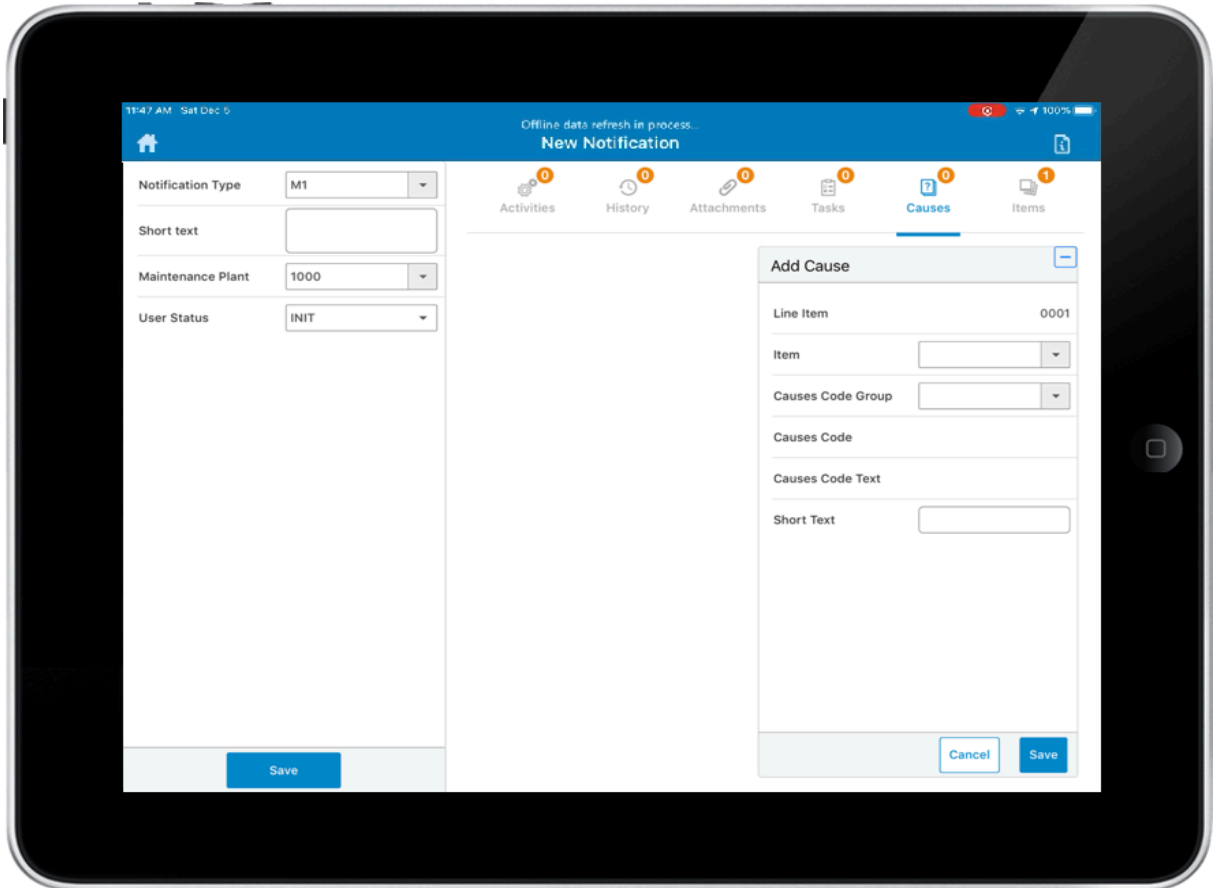 11:47 AM Sat Dec 5
100%
Offline data refresh in process...
New Notification
Notification Type
M1
Short text
Maintenance Plant
1000
User Status
INIT
Save
0
Activities
0
History
0
Attachments
0
Tasks
0
Causes
1
Items
Add Cause
Line Item
0001
Item
Causes Code Group
Causes Code
Causes Code Text
Short Text
Cancel
Save